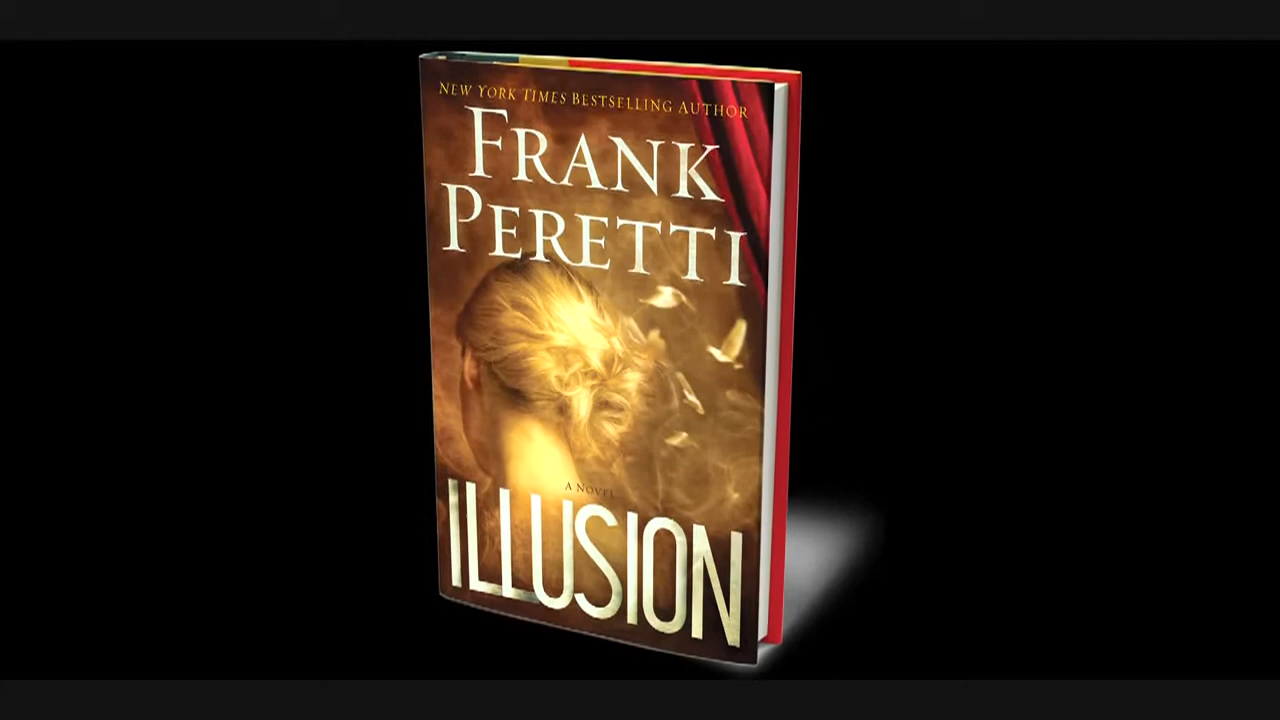 NEW YORK TIMES BESTSELLING AUTHOR
FRANK
PERETTI
A NOVEL
ILLUSION